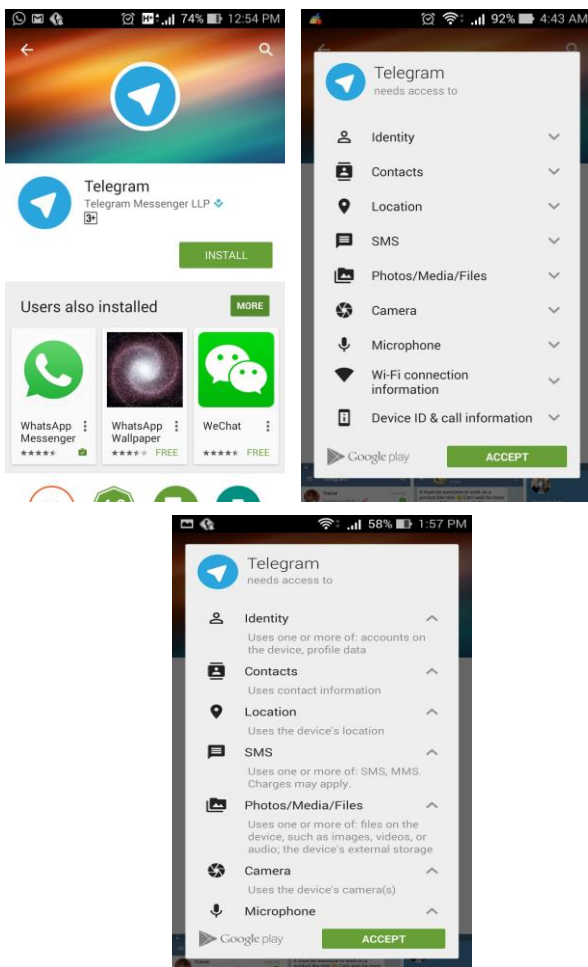 74% 12:54 PM
Telegram
Telegram Messenger LLP
3+
INSTALL
Users also installed
MORE
WhatsApp Messenger
WhatsApp Wallpaper
FREE
WeChat
FREE
92% 4:43 AM
Telegram
needs access to
Identity
Contacts
Location
SMS
Photos/Media/Files
Camera
Microphone
Wi-Fi connection
information
Device ID & call information
Google play
ACCEPT
58% 1:57 PM
Telegram
needs access to
Identity
Uses one or more of: accounts on
the device, profile data
Contacts
Uses contact information
Location
Uses the device's location
SMS
Uses one or more of: SMS, MMS.
Charges may apply.
Photos/Media/Files
Uses one or more of: files on the
device, such as images, videos, or
audio; the device's external storage
Camera
Uses the device's camera(s)
Microphone
Google play
ACCEPT